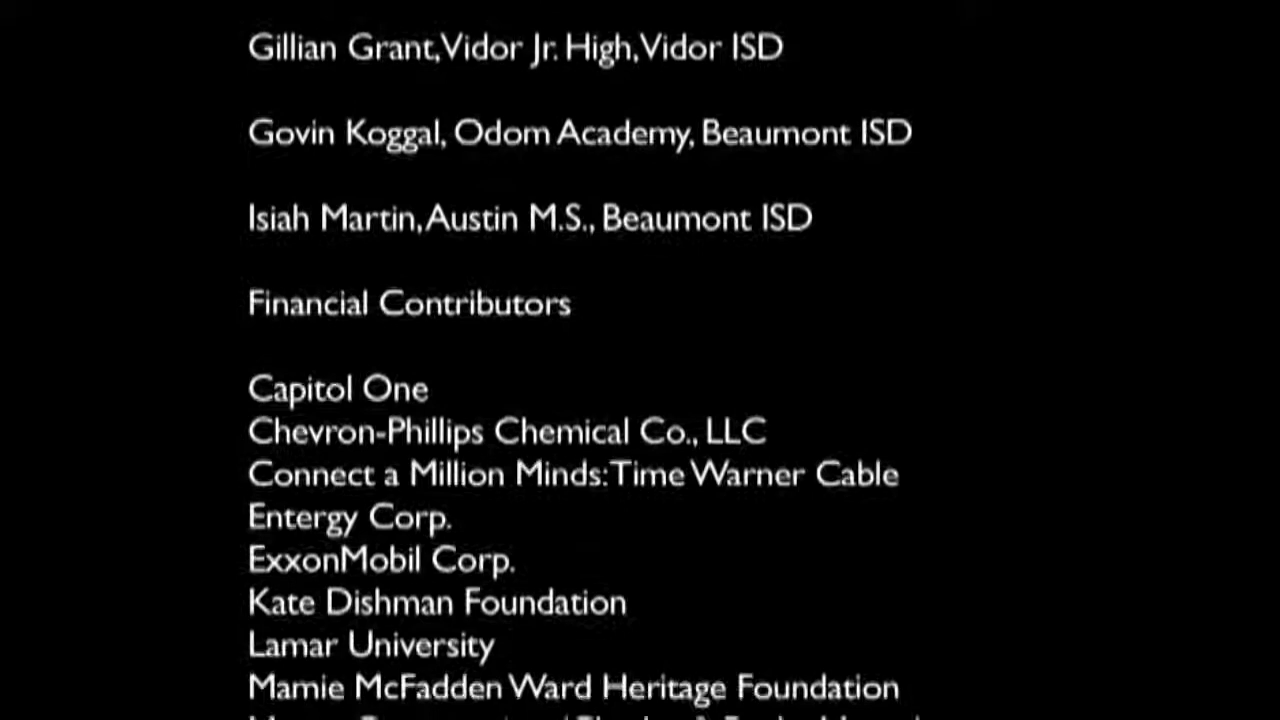 Gillian Grant, Vidor Jr. High, Vidor ISD
Govin Koggal, Odom Academy, Beaumont ISD
Isiah Martin, Austin M.S., Beaumont ISD
Financial Contributors
Capitol One
Chevron-Phillips Chemical Co., LLC
Connect a Million Minds: Time Warner Cable
Entergy Corp.
ExxonMobil Corp.
Kate Dishman Foundation
Lamar University
Mamie McFadden Ward Heritage Foundation